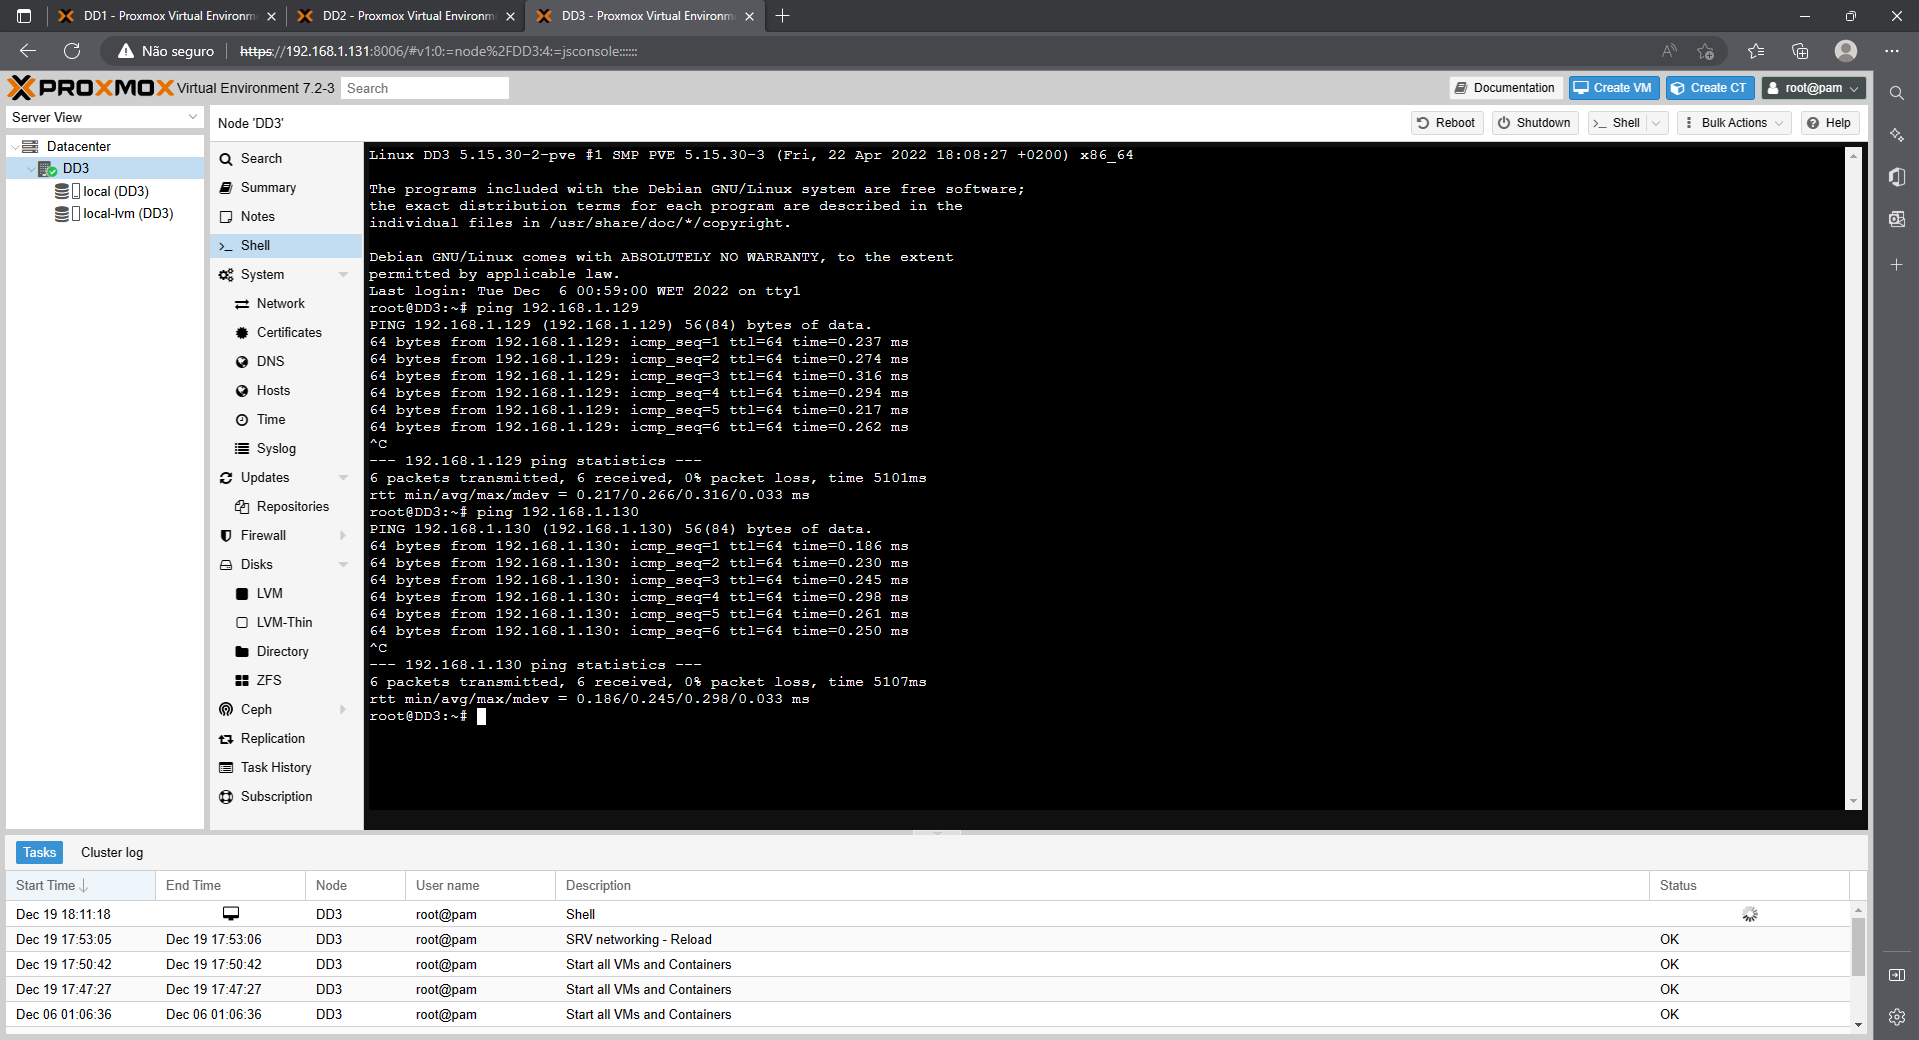 DD1 - Proxmox Virtual Environm
DD2 - Proxmox Virtual Environm
DD3 - Proxmox Virtual Environm
Não seguro
https://192.168.1.131:8006/#v1:0:=node%2FDD3:4:=jsconsole::::::
PROXMOX Virtual Environment 7.2-3
Search
Documentation
Create VM
Create CT
root@pam
Server View
Node 'DD3'
Reboot
Shutdown
Shell
Bulk Actions
Help
Datacenter
DD3
local (DD3)
local-lvm (DD3)
Search
Summary
Notes
Shell
System
Network
Certificates
DNS
Hosts
Time
Syslog
Updates
Repositories
Firewall
Disks
LVM
LVM-Thin
Directory
ZFS
Ceph
Replication
Task History
Subscription
Linux DD3 5.15.30-2-pve #1 SMP PVE 5.15.30-3 (Fri, 22 Apr 2022 18:08:27 +0200) x86_64
The programs included with the Debian GNU/Linux system are free software;
the exact distribution terms for each program are described in the
individual files in /usr/share/doc/*/copyright.
Debian GNU/Linux comes with ABSOLUTELY NO WARRANTY, to the extent
permitted by applicable law.
Last login: Tue Dec  6 00:59:00 WET 2022 on tty1
root@DD3:~# ping 192.168.1.129
PING 192.168.1.129 (192.168.1.129) 56(84) bytes of data.
64 bytes from 192.168.1.129: icmp_seq=1 ttl=64 time=0.237 ms
64 bytes from 192.168.1.129: icmp_seq=2 ttl=64 time=0.274 ms
64 bytes from 192.168.1.129: icmp_seq=3 ttl=64 time=0.316 ms
64 bytes from 192.168.1.129: icmp_seq=4 ttl=64 time=0.294 ms
64 bytes from 192.168.1.129: icmp_seq=5 ttl=64 time=0.217 ms
64 bytes from 192.168.1.129: icmp_seq=6 ttl=64 time=0.262 ms
^C
--- 192.168.1.129 ping statistics ---
6 packets transmitted, 6 received, 0% packet loss, time 5101ms
rtt min/avg/max/mdev = 0.217/0.266/0.316/0.033 ms
root@DD3:~# ping 192.168.1.130
PING 192.168.1.130 (192.168.1.130) 56(84) bytes of data.
64 bytes from 192.168.1.130: icmp_seq=1 ttl=64 time=0.186 ms
64 bytes from 192.168.1.130: icmp_seq=2 ttl=64 time=0.230 ms
64 bytes from 192.168.1.130: icmp_seq=3 ttl=64 time=0.245 ms
64 bytes from 192.168.1.130: icmp_seq=4 ttl=64 time=0.298 ms
64 bytes from 192.168.1.130: icmp_seq=5 ttl=64 time=0.261 ms
64 bytes from 192.168.1.130: icmp_seq=6 ttl=64 time=0.250 ms
^C
--- 192.168.1.130 ping statistics ---
6 packets transmitted, 6 received, 0% packet loss, time 5107ms
rtt min/avg/max/mdev = 0.186/0.245/0.298/0.033 ms
root@DD3:~#
Tasks Cluster log
Start Time End Time Node User name Description Status
Dec 19 18:11:18 DD3 root@pam Shell
Dec 19 17:53:05 Dec 19 17:53:06 DD3 root@pam SRV networking - Reload OK
Dec 19 17:50:42 Dec 19 17:50:42 DD3 root@pam Start all VMs and Containers OK
Dec 19 17:47:27 Dec 19 17:47:27 DD3 root@pam Start all VMs and Containers OK
Dec 06 01:06:36 Dec 06 01:06:36 DD3 root@pam Start all VMs and Containers OK